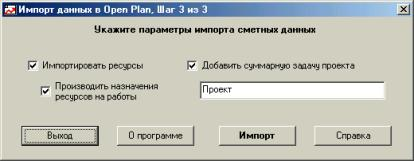 Импорт данных в Open Plan, Шаг 3 из 3
Укажите параметры импорта сметных данных
Импортировать ресурсы
Добавить суммарную задачу проекта
Производить назначения
ресурсов на работы
Проект
Выход
О программе
Импорт
Справка